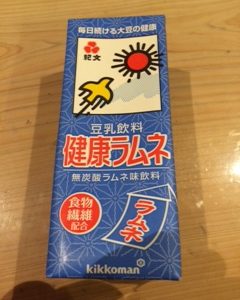 毎日続ける大豆の健康
紀文
豆乳飲料
健康ラムネ
無炭酸ラムネ味飲料
食物
繊維
配合
ラムネ
kikkoman®